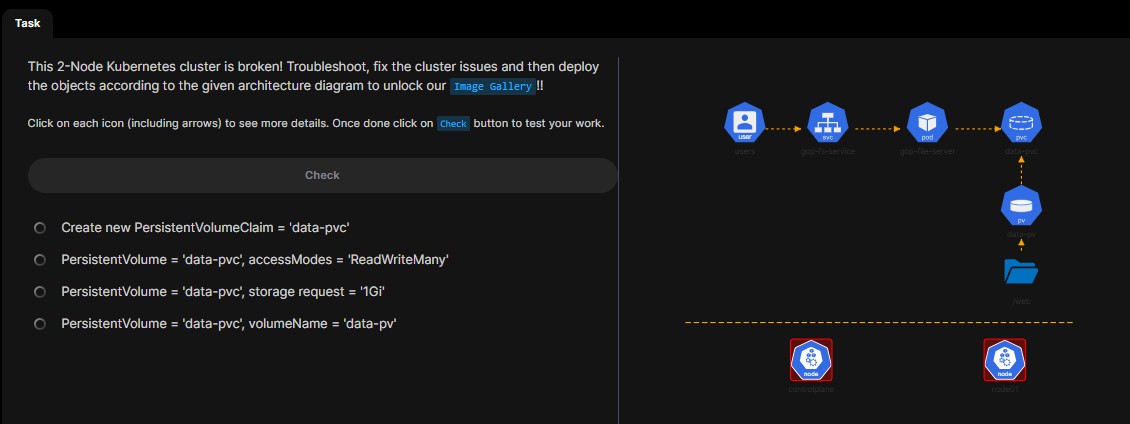 Task
This 2-Node Kubernetes cluster is broken! Troubleshoot, fix the cluster issues and then deploy
the objects according to the given architecture diagram to unlock our Image Gallery!!
Click on each icon (including arrows) to see more details. Once done click on Check button to test your work.
Check
Create new PersistentVolumeClaim = 'data-pvc'
PersistentVolume = 'data-pvc', accessModes = 'ReadWriteMany'
PersistentVolume = 'data-pvc', storage request = '1Gi'
PersistentVolume = 'data-pvc', volumeName = 'data-pv'
user svc pod pvc
users gop-fs-service gop-file-server data-pvc
pv
data-pv
/web
node node
controlplane node01